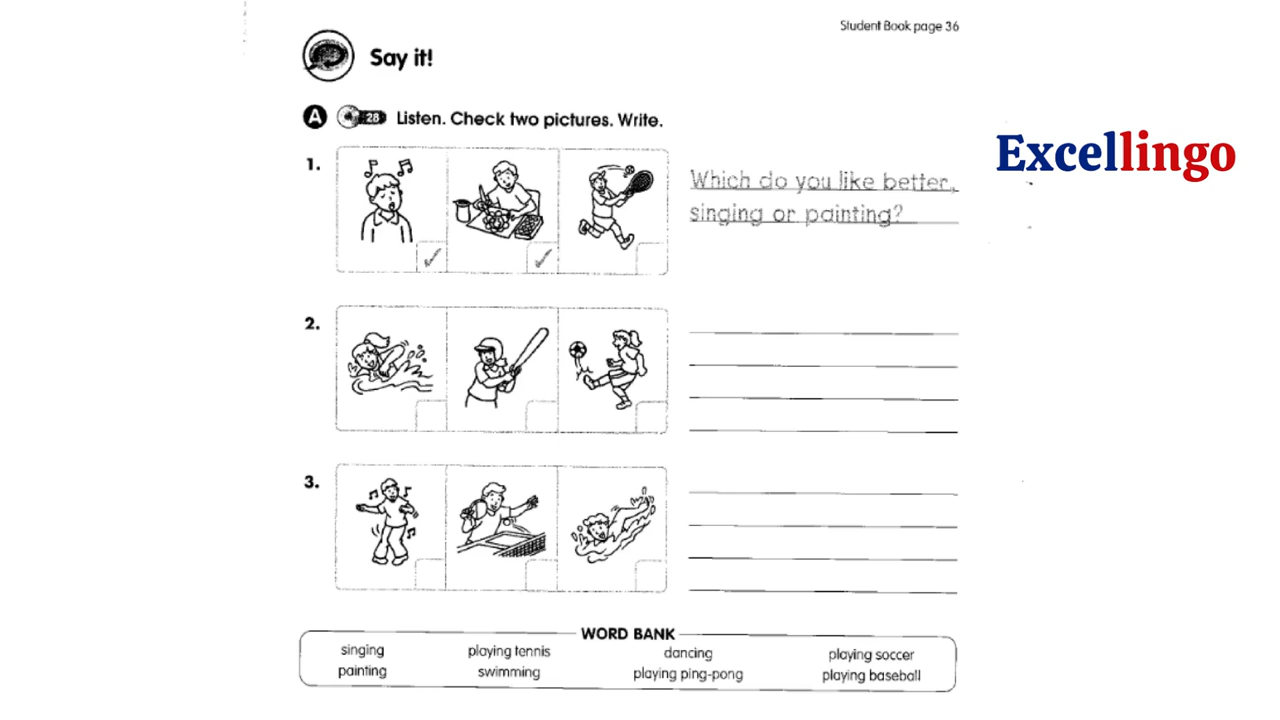 Student Book page 36
Say it!
A 28 Listen. Check two pictures. Write.
1.
Which do you like better,
singing or painting?
Excellingo
2.
3.
WORD BANK
singing playing tennis dancing playing soccer
painting swimming playing ping-pong playing baseball